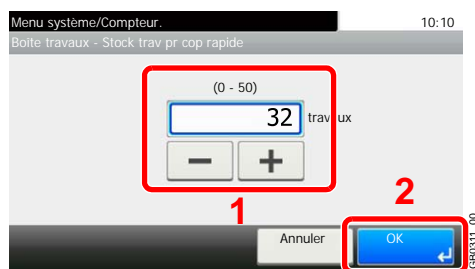 Menu système/Compteur. 10:10
Boîte travaux - Stock trav pr cop rapide
(0 - 50)
32 travaux
− +
1
2
Annuler OK
GB0311_00